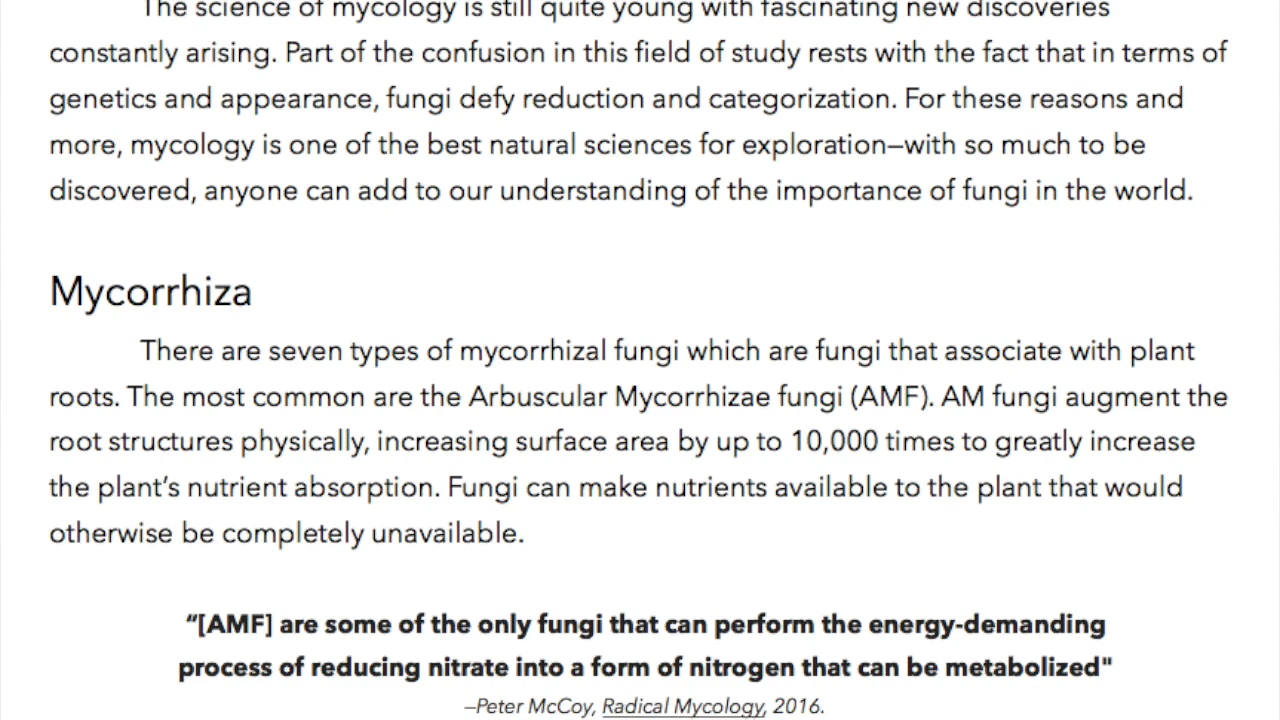 The science of mycology is still quite young with fascinating new discoveries
constantly arising. Part of the confusion in this field of study rests with the fact that in terms of
genetics and appearance, fungi defy reduction and categorization. For these reasons and
more, mycology is one of the best natural sciences for exploration—with so much to be
discovered, anyone can add to our understanding of the importance of fungi in the world.
Mycorrhiza
There are seven types of mycorrhizal fungi which are fungi that associate with plant
roots. The most common are the Arbuscular Mycorrhizae fungi (AMF). AM fungi augment the
root structures physically, increasing surface area by up to 10,000 times to greatly increase
the plant’s nutrient absorption. Fungi can make nutrients available to the plant that would
otherwise be completely unavailable.
“[AMF] are some of the only fungi that can perform the energy-demanding
process of reducing nitrate into a form of nitrogen that can be metabolized"
–Peter McCoy, Radical Mycology, 2016.